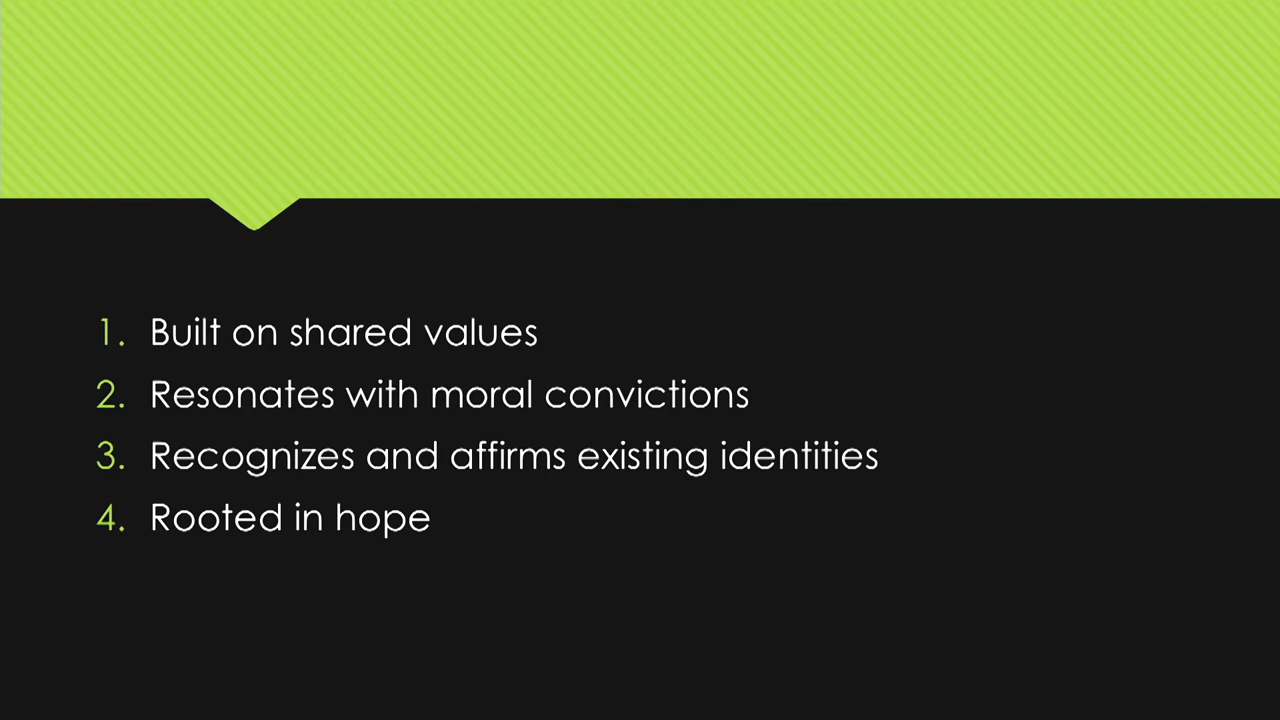 1. Built on shared values
2. Resonates with moral convictions
3. Recognizes and affirms existing identities
4. Rooted in hope